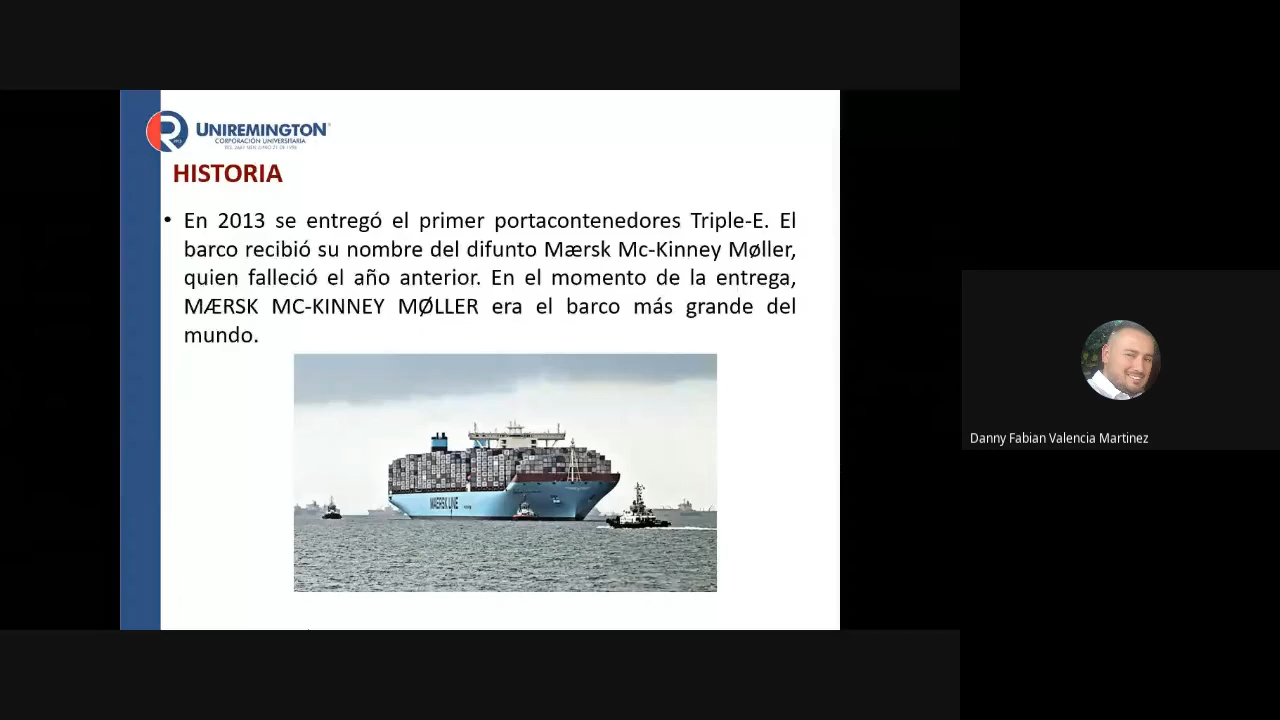 UNIREMINGTON
CORPORACIÓN UNIVERSITARIA
HISTORIA
• En 2013 se entregó el primer portacontenedores Triple-E. El
barco recibió su nombre del difunto Mærsk Mc-Kinney Møller,
quien falleció el año anterior. En el momento de la entrega,
MÆRSK MC-KINNEY MØLLER era el barco más grande del
mundo.
MAERSK LINE
Danny Fabian Valencia Martinez